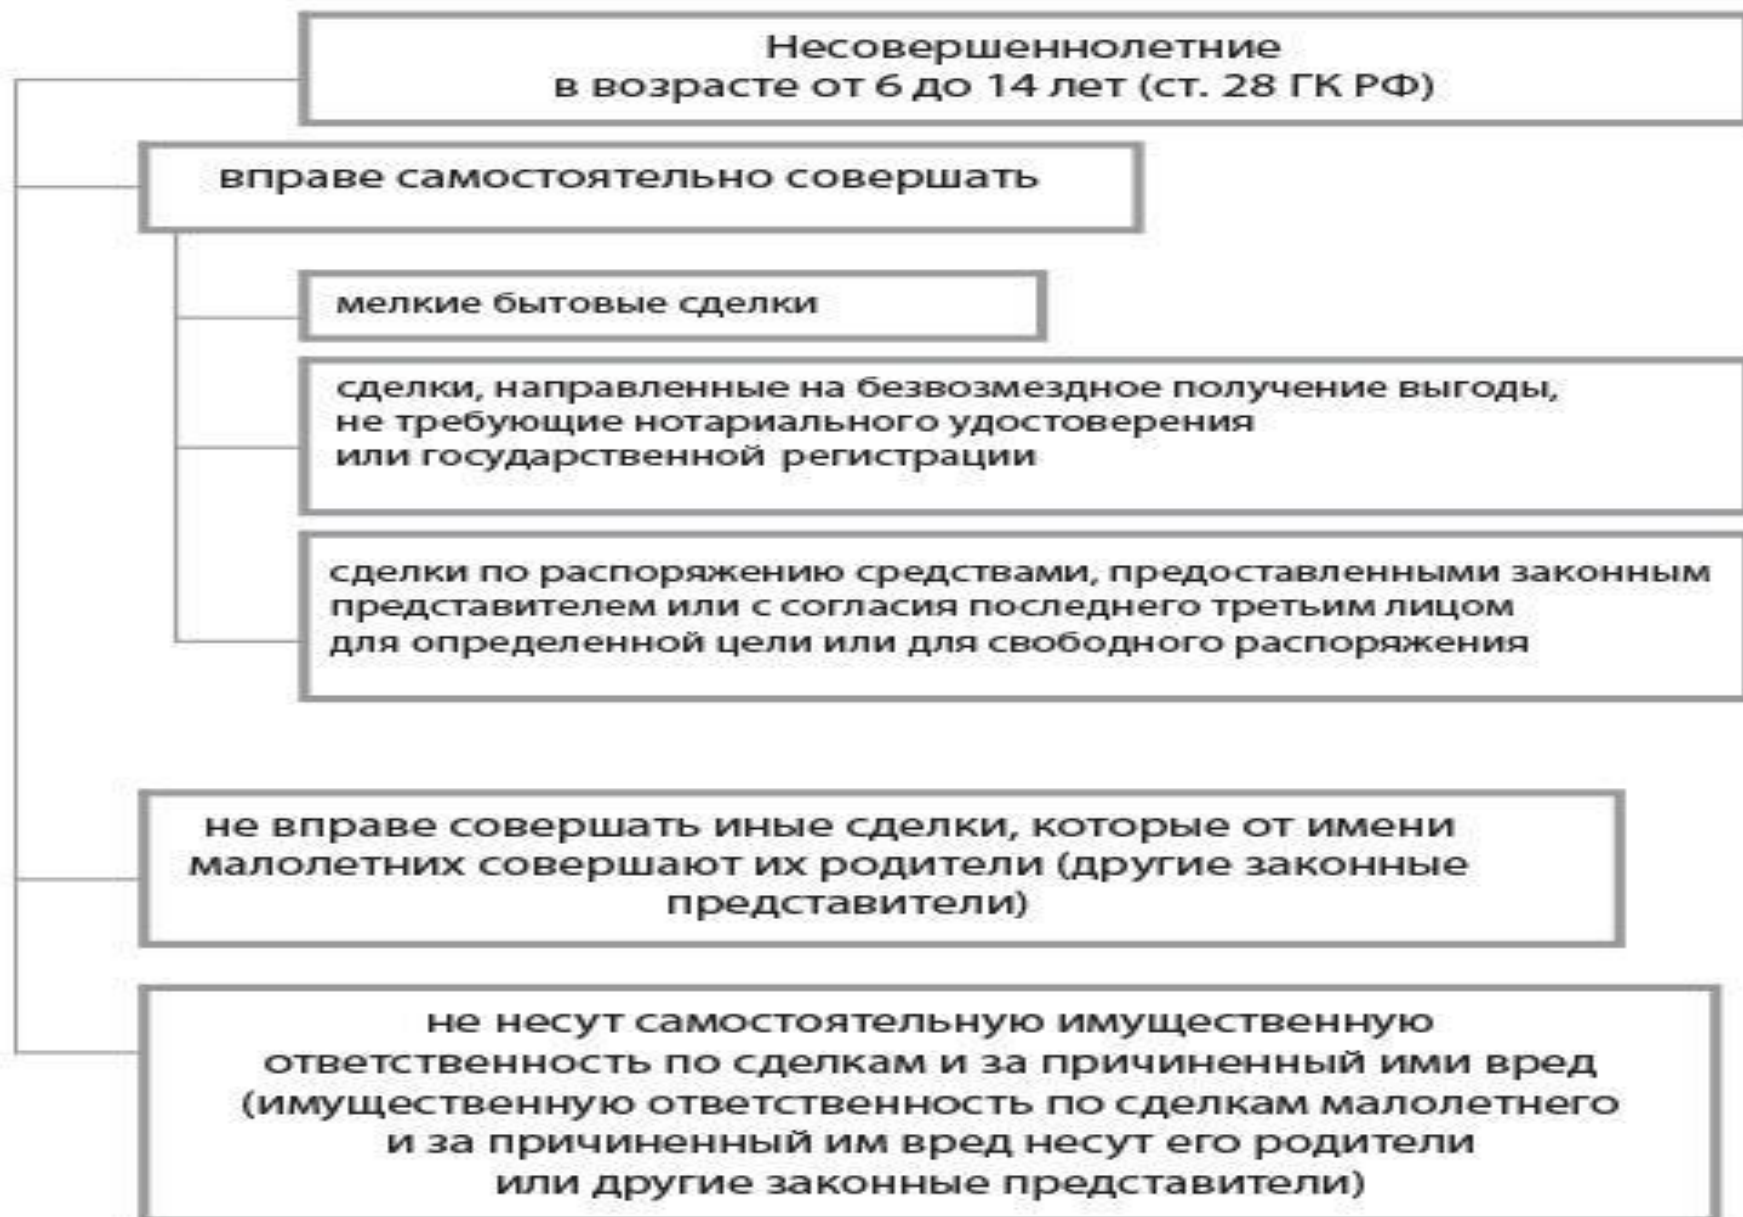 Несовершеннолетние
в возрасте от 6 до 14 лет (ст. 28 ГК РФ)
вправе самостоятельно совершать
мелкие бытовые сделки
сделки, направленные на безвозмездное получение выгоды,
не требующие нотариального удостоверения
или государственной регистрации
сделки по распоряжению средствами, предоставленными законным
представителем или с согласия последнего третьим лицом
для определенной цели или для свободного распоряжения
не вправе совершать иные сделки, которые от имени
малолетних совершают их родители (другие законные
представители)
не несут самостоятельную имущественную
ответственность по сделкам и за причиненный ими вред
(имущественную ответственность по сделкам малолетнего
и за причиненный им вред несут его родители
или другие законные представители)